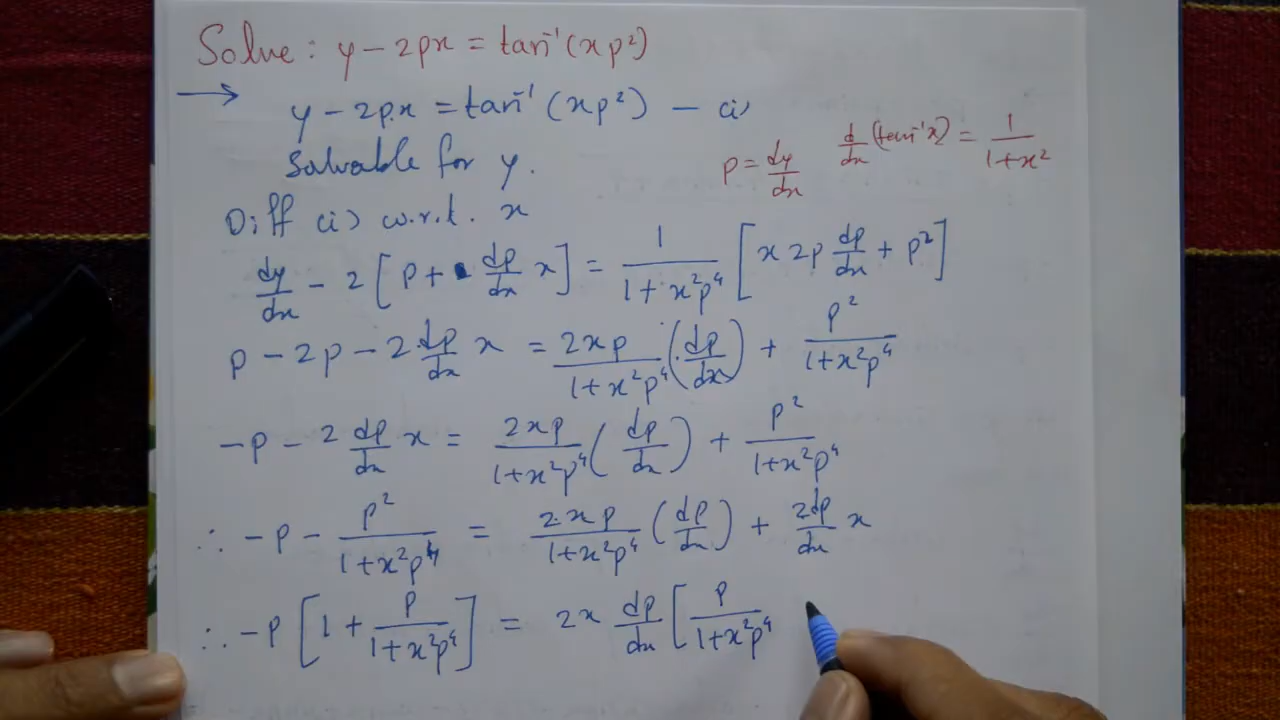 Solve: y - 2px = tan⁻¹(xp²)
→ y - 2px = tan⁻¹(xp²) - (i)
Solvable for y.
p = dy/dx   d/dx (tan⁻¹x) = 1/(1+x²)
Diff (i) w.r.t. x
dy/dx - 2[p + dp/dx x] = 1/(1+x²p⁴) [x 2p dp/dx + p²]
p - 2p - 2 dp/dx x = 2xp/(1+x²p⁴) (dp/dx) + p²/(1+x²p⁴)
-p - 2 dp/dx x = 2xp/(1+x²p⁴) (dp/dx) + p²/(1+x²p⁴)
∴ -p - p²/(1+x²p⁴) = 2xp/(1+x²p⁴) (dp/dx) + 2dp/dx x
∴ -p [1 + p/(1+x²p⁴)] = 2x dp/dx [p/(1+x²p⁴)